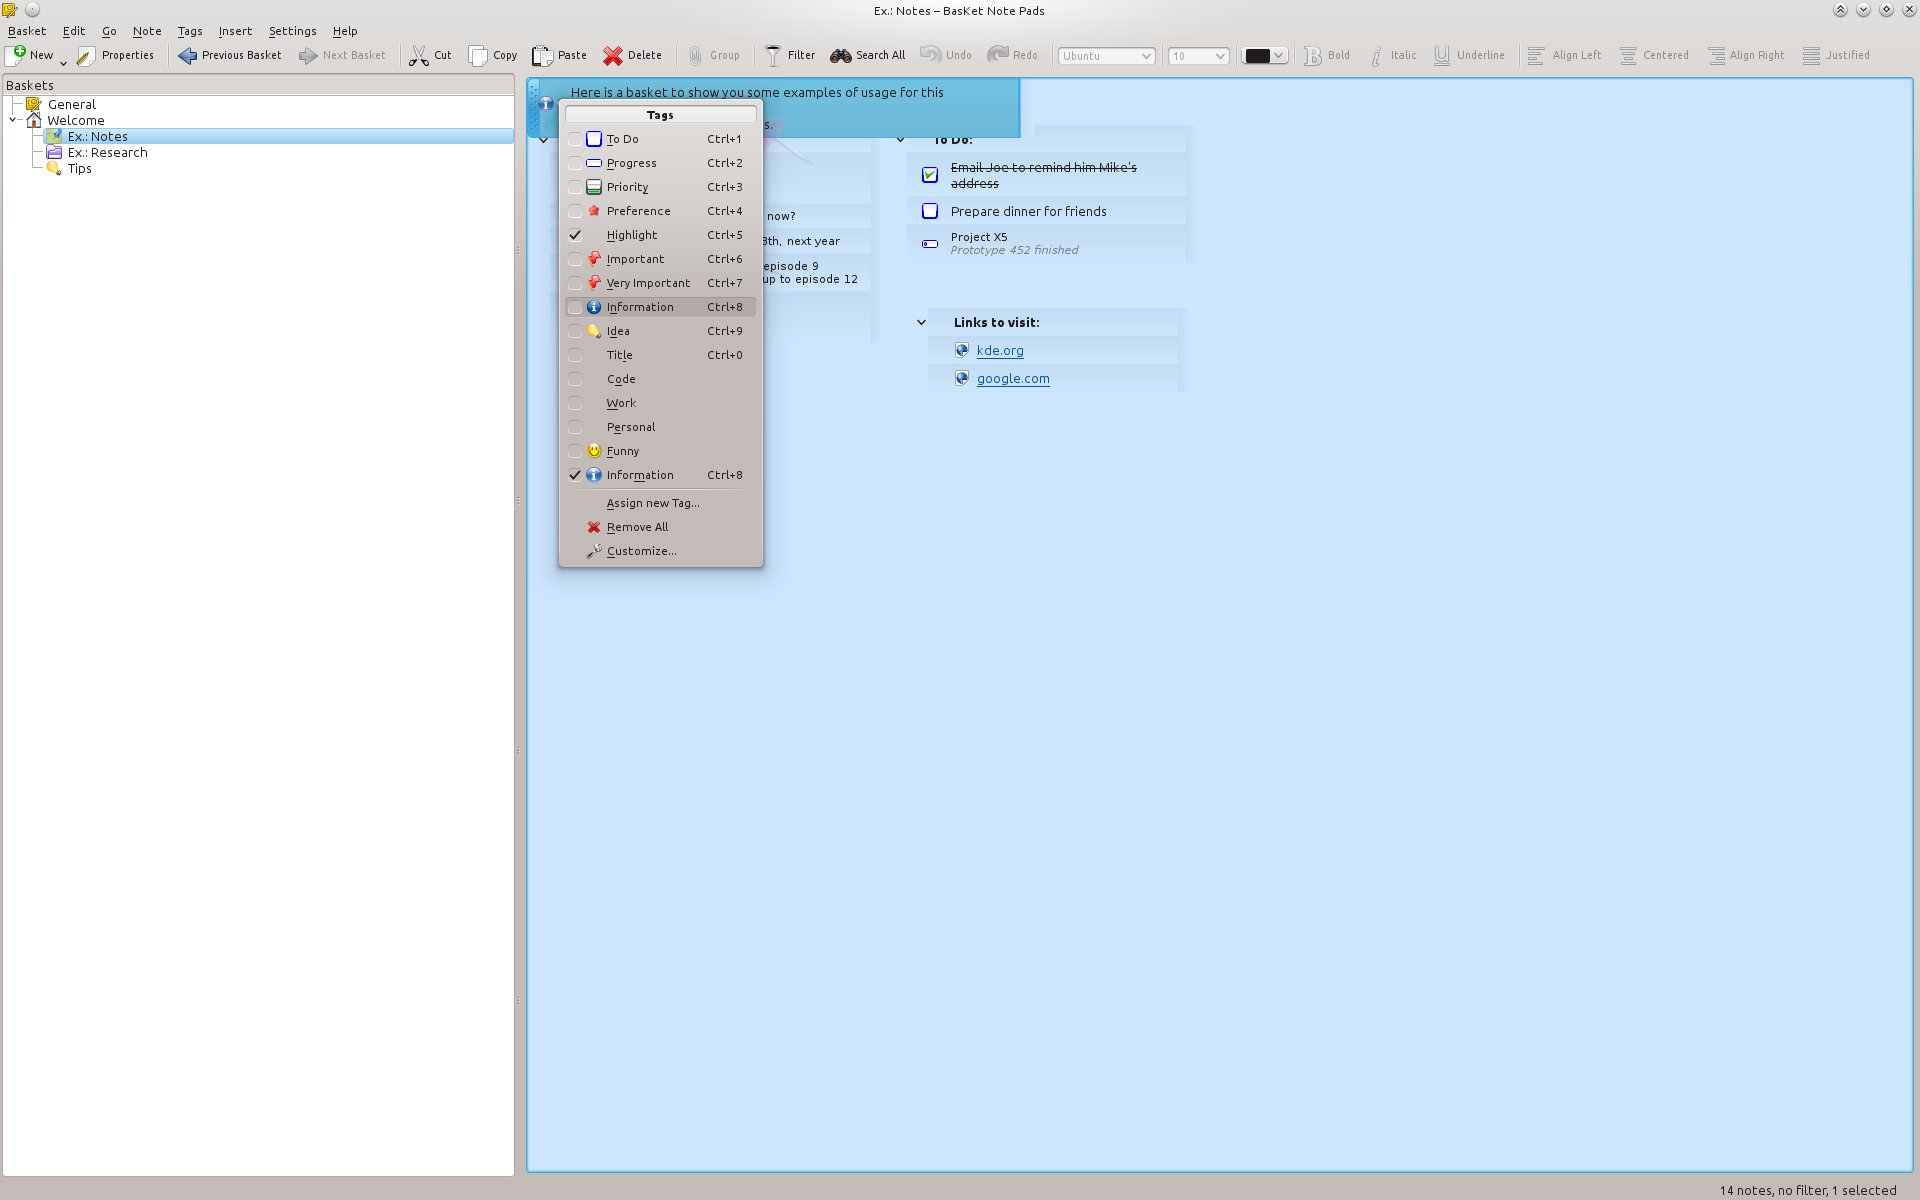 Ex.: Notes – BasKet Note Pads
Basket Edit Go Note Tags Insert Settings Help
New Properties Previous Basket Next Basket Cut Copy Paste Delete Group Filter Search All Undo Redo Ubuntu 10 Bold Italic Underline Align Left Centered Align Right Justified
Baskets
General
Welcome
Ex.: Notes
Ex.: Research
Tips
Here is a basket to show you some examples of usage for this
s.
Tags
To Do Ctrl+1
Progress Ctrl+2
Priority Ctrl+3
Preference Ctrl+4
Highlight Ctrl+5
Important Ctrl+6
Very Important Ctrl+7
Information Ctrl+8
Idea Ctrl+9
Title Ctrl+0
Code
Work
Personal
Funny
Information Ctrl+8
Assign new Tag...
Remove All
Customize...
now?
8th, next year
episode 9
up to episode 12
To Do:
Email Joe to remind him Mike's
address
Prepare dinner for friends
Project X5
Prototype 452 finished
Links to visit:
kde.org
google.com
14 notes, no filter, 1 selected